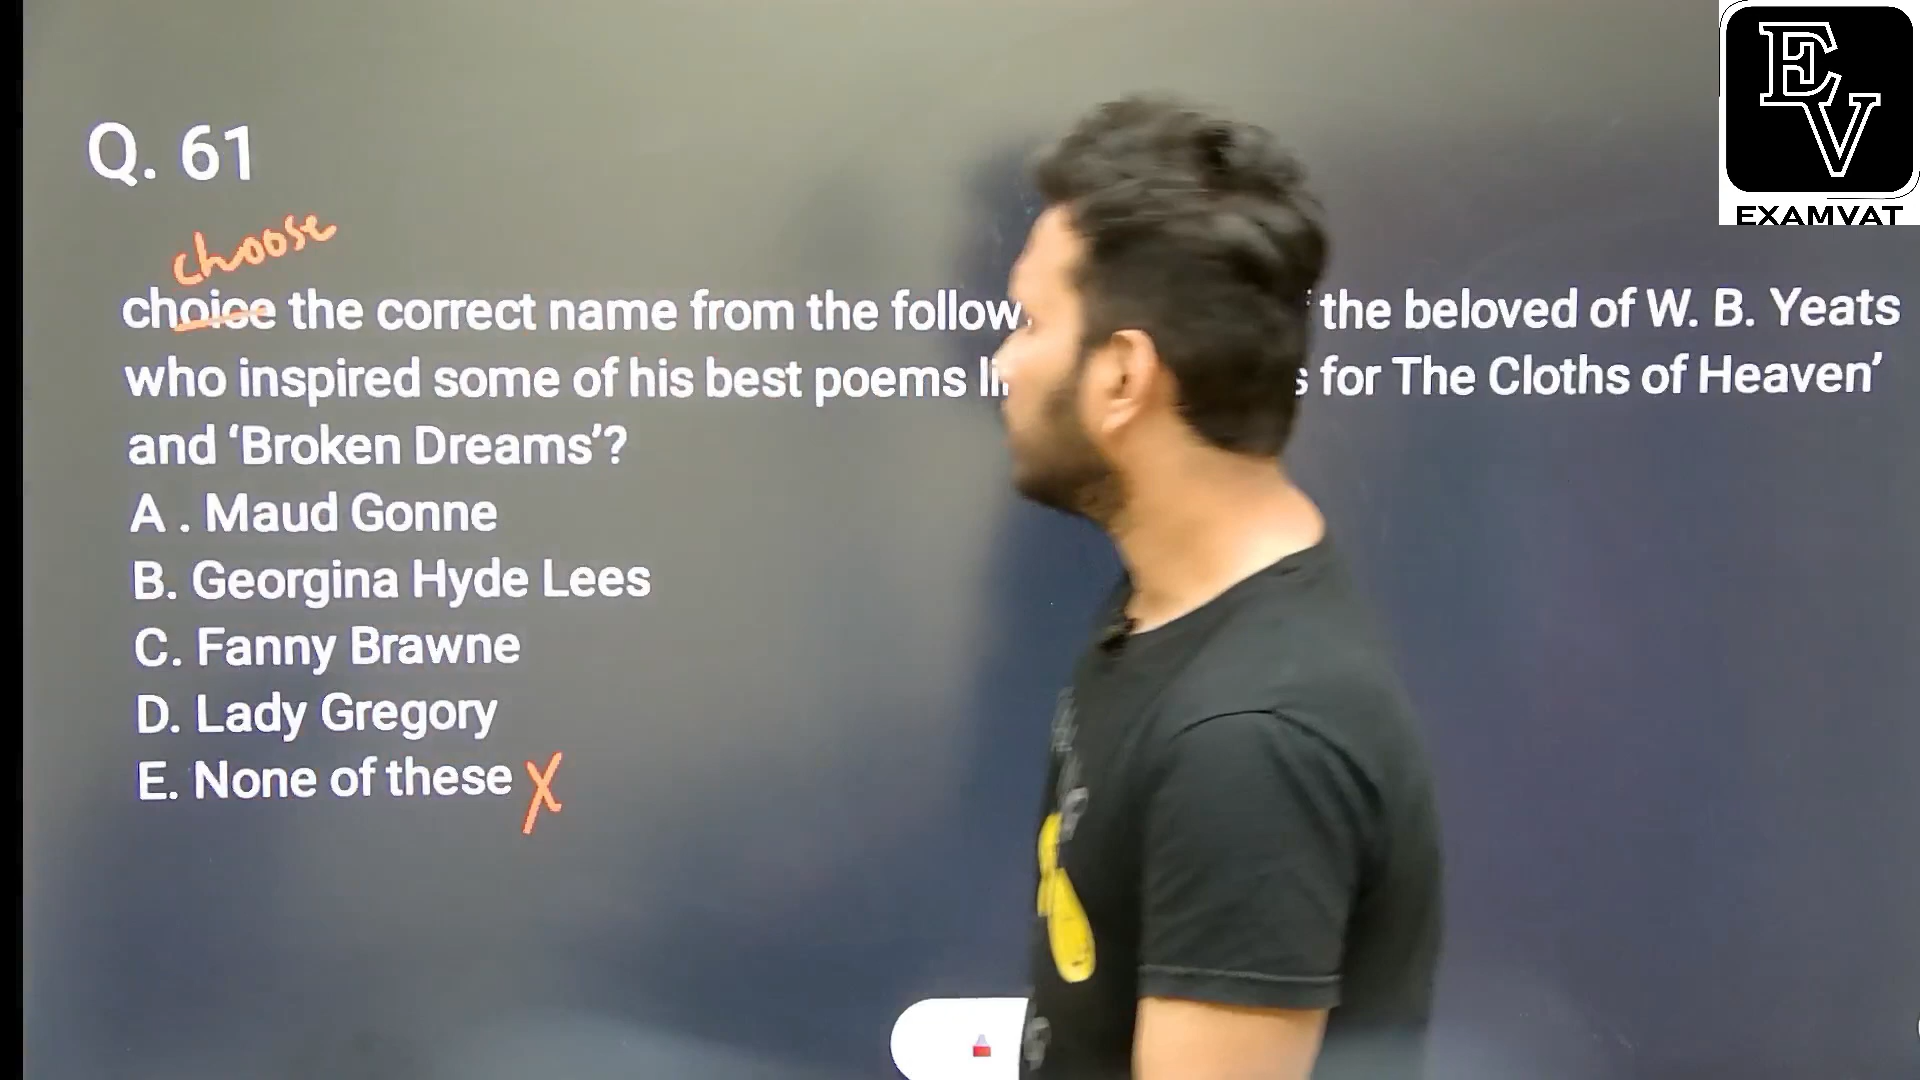 EV
EXAMVAT
Q. 61
choose
choice the correct name from the follow the beloved of W. B. Yeats
who inspired some of his best poems for The Cloths of Heaven’
and ‘Broken Dreams’?
A . Maud Gonne
B. Georgina Hyde Lees
C. Fanny Brawne
D. Lady Gregory
E. None of these X